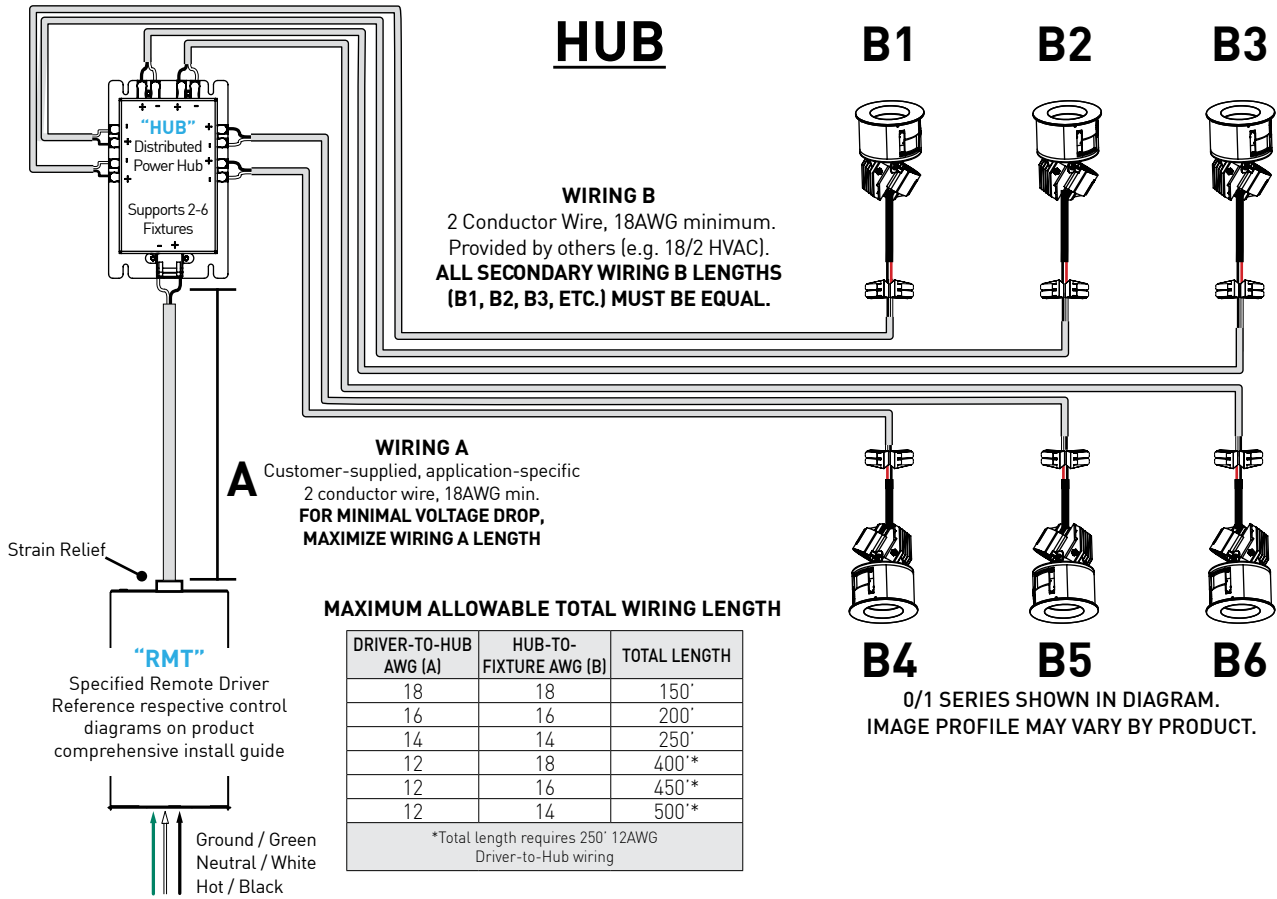 HUB
B1
B2
B3
+ - + -
"HUB"
Distributed
Power Hub
Supports 2-6
Fixtures
-
+
-
+
+
-
+
-
- +
WIRING B
2 Conductor Wire, 18AWG minimum.
Provided by others (e.g. 18/2 HVAC).
ALL SECONDARY WIRING B LENGTHS
(B1, B2, B3, ETC.) MUST BE EQUAL.
A
WIRING A
Customer-supplied, application-specific
2 conductor wire, 18AWG min.
FOR MINIMAL VOLTAGE DROP,
MAXIMIZE WIRING A LENGTH
Strain Relief
"RMT"
Specified Remote Driver
Reference respective control
diagrams on product
comprehensive install guide
Ground / Green
Neutral / White
Hot / Black
MAXIMUM ALLOWABLE TOTAL WIRING LENGTH
DRIVER-TO-HUB AWG (A) HUB-TO-FIXTURE AWG (B) TOTAL LENGTH
18 18 150'
16 16 200'
14 14 250'
12 18 400'*
12 16 450'*
12 14 500'*
*Total length requires 250' 12AWG
Driver-to-Hub wiring
B4
B5
B6
0/1 SERIES SHOWN IN DIAGRAM.
IMAGE PROFILE MAY VARY BY PRODUCT.